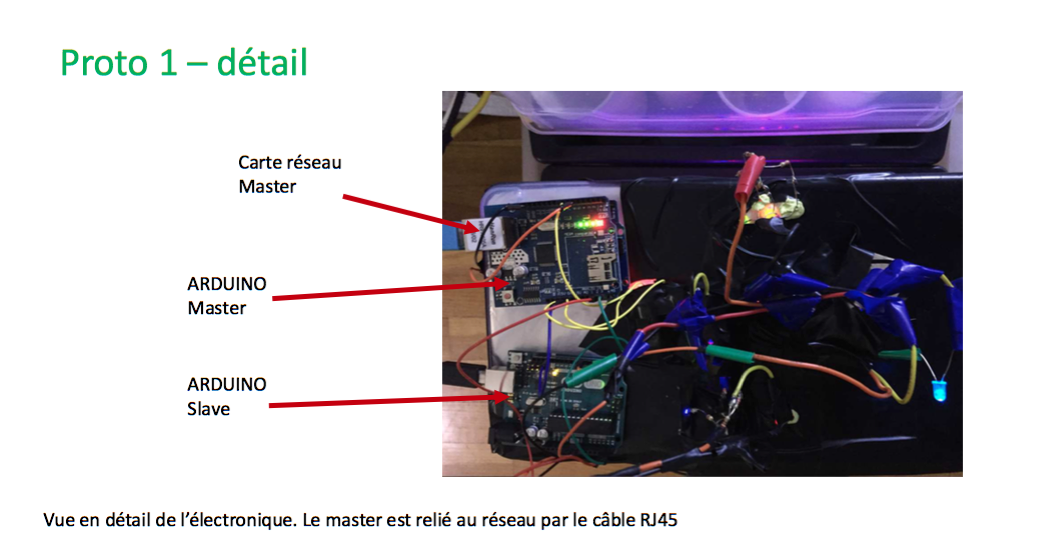 Proto 1 – détail
Carte réseau
Master
ARDUINO
Master
ARDUINO
Slave
Vue en détail de l'électronique. Le master est relié au réseau par le câble RJ45